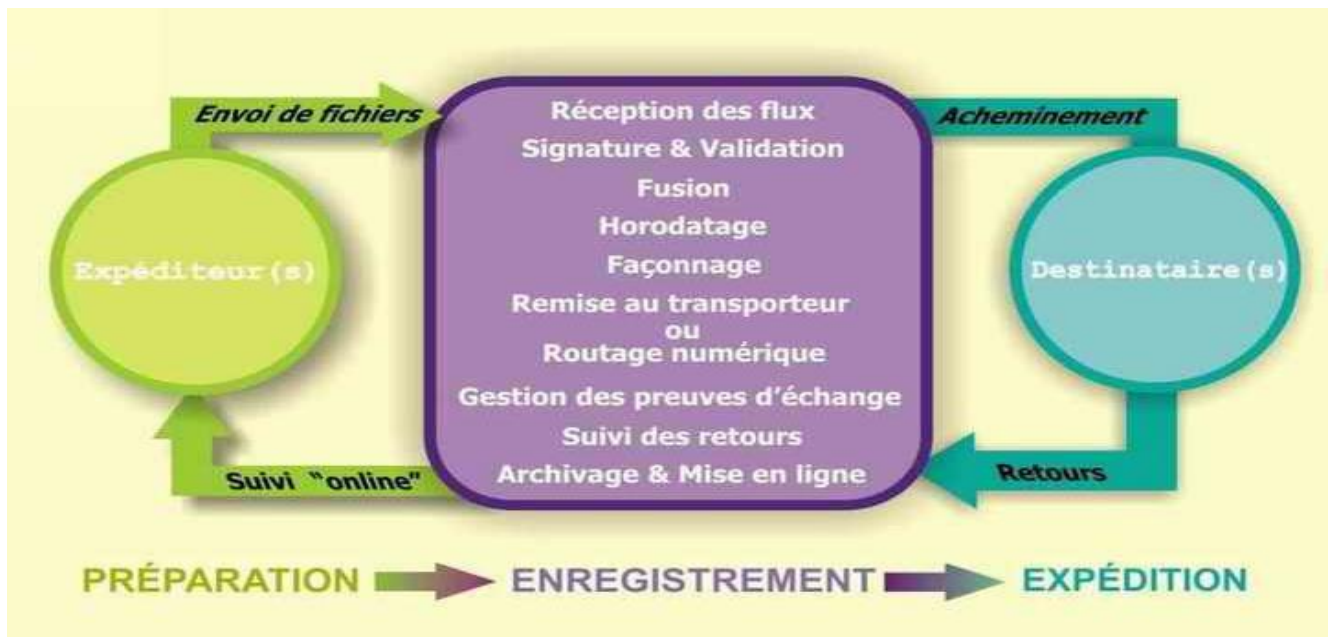 Envoi de fichiers
Acheminement
Expéditeur(s)
Réception des flux
Signature & Validation
Fusion
Horodatage
Façonnage
Remise au transporteur
ou
Routage numérique
Gestion des preuves d’échange
Suivi des retours
Archivage & Mise en ligne
Destinataire(s)
Suivi "online"
Retours
PRÉPARATION
ENREGISTREMENT
EXPÉDITION